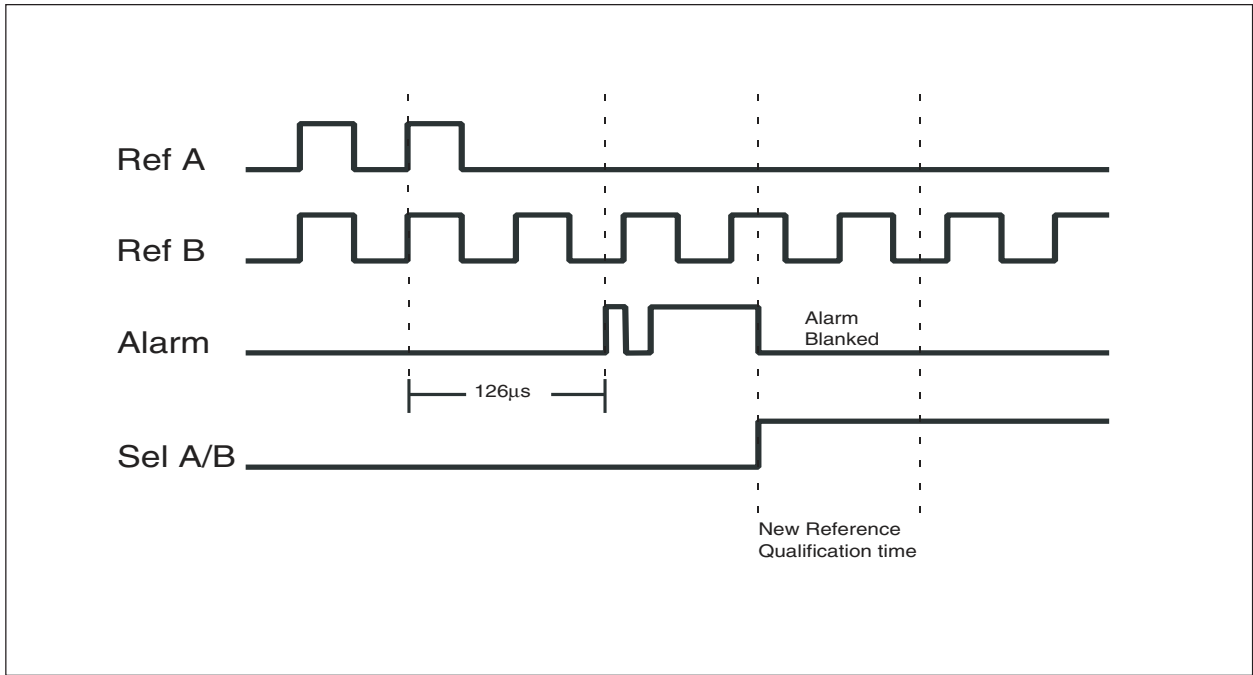 Ref A
Ref B
Alarm
Alarm
Blanked
126μs
Sel A/B
New Reference
Qualification time